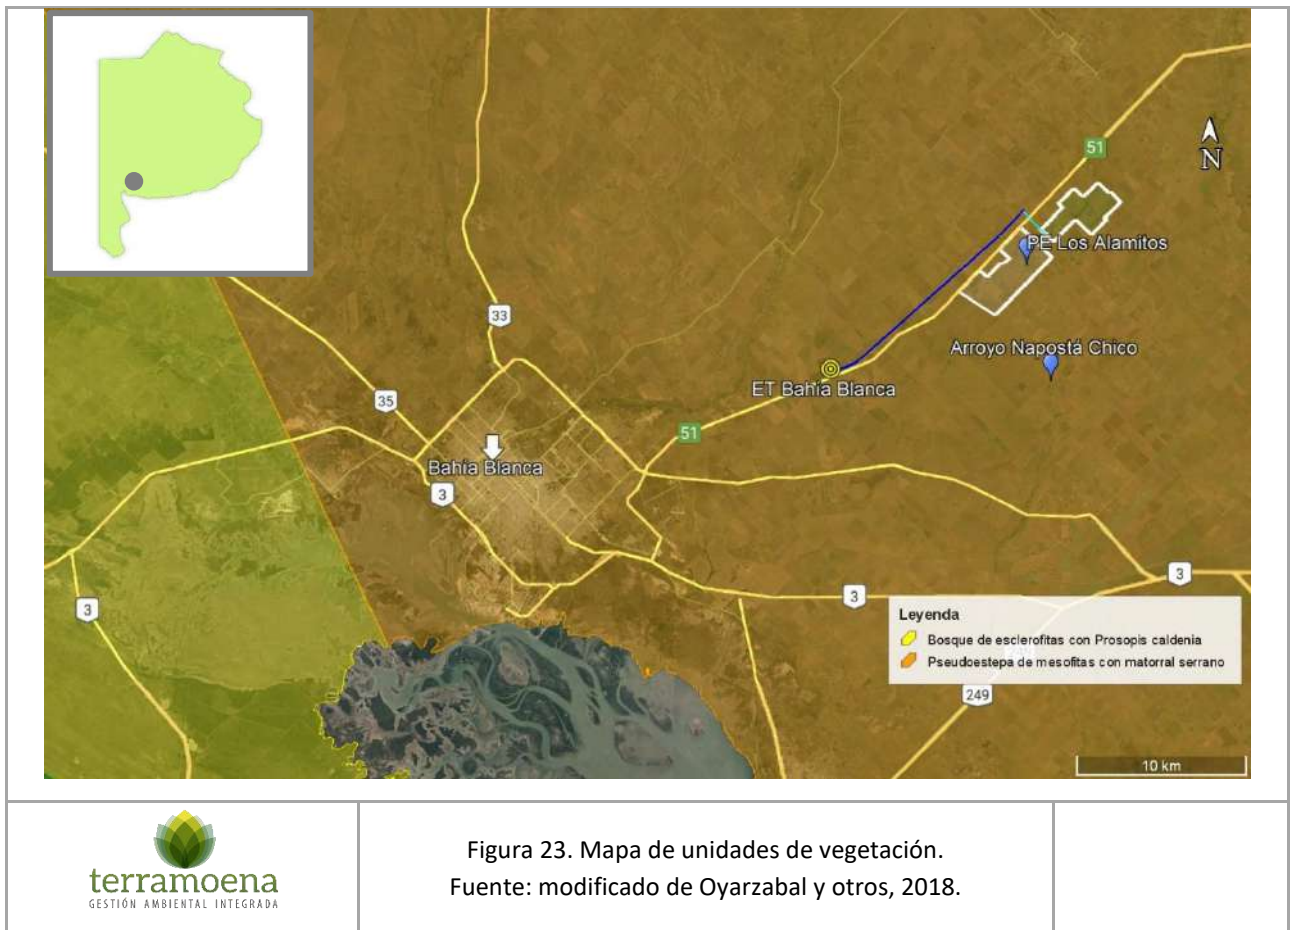 51
N
PE Los Alamitos
33
Arroyo Napostá Chico
ET Bahía Blanca
35
51
Bahía Blanca
3
3
3
3
Leyenda
Bosque de esclerofitas con Prosopis caldenia
Pseudoestepa de mesofitas con matorral serrano
249
10 km
terramoena
GESTIÓN AMBIENTAL INTEGRADA
Figura 23. Mapa de unidades de vegetación.
Fuente: modificado de Oyarzabal y otros, 2018.